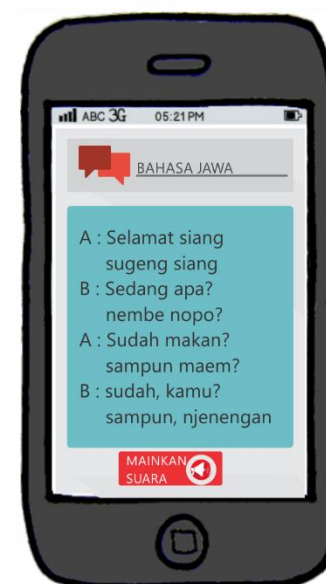 ABC 3G 05:21 PM
BAHASA JAWA
A : Selamat siang
sugeng siang
B : Sedang apa?
nembe nopo?
A : Sudah makan?
sampun maem?
B : sudah, kamu?
sampun, njenengan
MAINKAN
SUARA